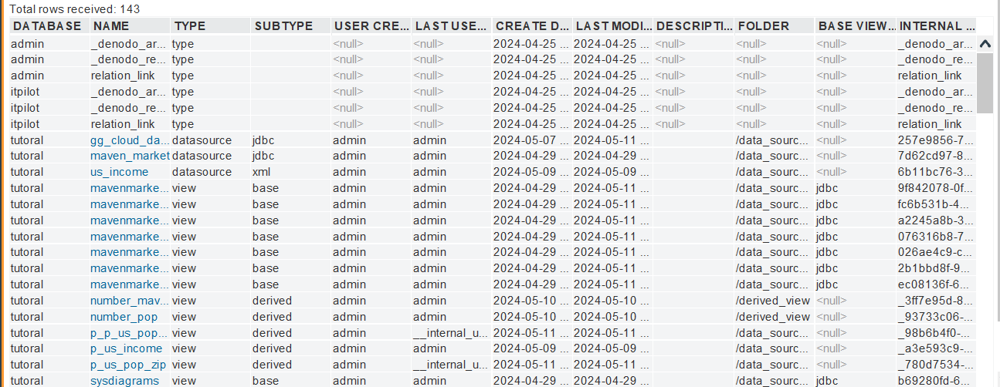 Total rows received: 143
DATABASE NAME TYPE SUBTYPE USER CRE... LAST USE... CREATE D... LAST MODI... DESCRIPTI... FOLDER BASE VIEW... INTERNAL ...
admin _denodo_ar... type <null> <null> 2024-04-25 ... 2024-04-25 ... <null> <null> <null> _denodo_ar...
admin _denodo_re... type <null> <null> 2024-04-25 ... 2024-04-25 ... <null> <null> <null> _denodo_re...
admin relation_link type <null> <null> 2024-04-25 ... 2024-04-25 ... <null> <null> <null> relation_link
itpilot _denodo_ar... type <null> <null> 2024-04-25 ... 2024-04-25 ... <null> <null> <null> _denodo_ar...
itpilot _denodo_re... type <null> <null> 2024-04-25 ... 2024-04-25 ... <null> <null> <null> _denodo_re...
itpilot relation_link type <null> <null> 2024-04-25 ... 2024-04-25 ... <null> <null> <null> relation_link
tutoral gg_cloud_da... datasource jdbc admin admin 2024-05-07 ... 2024-05-11 ... /data_sourc... <null> 257e9856-7...
tutoral maven_market datasource jdbc admin admin 2024-04-29 ... 2024-04-29 ... /data_sourc... <null> 7d62cd97-8...
tutoral us_income datasource xml admin admin 2024-05-09 ... 2024-05-09 ... /data_sourc... <null> 6b11bc76-3...
tutoral mavenmarke... view base admin admin 2024-04-29 ... 2024-05-11 ... /data_sourc... jdbc 9f842078-0f...
tutoral mavenmarke... view base admin admin 2024-04-29 ... 2024-05-11 ... /data_sourc... jdbc fc6b531b-4...
tutoral mavenmarke... view base admin admin 2024-04-29 ... 2024-05-11 ... /data_sourc... jdbc a2245a8b-3...
tutoral mavenmarke... view base admin admin 2024-04-29 ... 2024-05-11 ... /data_sourc... jdbc 076316b8-7...
tutoral mavenmarke... view base admin admin 2024-04-29 ... 2024-05-11 ... /data_sourc... jdbc 026ae4c9-c...
tutoral mavenmarke... view base admin admin 2024-04-29 ... 2024-05-11 ... /data_sourc... jdbc 2b1bbd8f-9...
tutoral mavenmarke... view base admin admin 2024-04-29 ... 2024-05-11 ... /data_sourc... jdbc ec08136f-6...
tutoral number_mav... view derived admin admin 2024-05-10 ... 2024-05-10 ... /derived_view <null> _3ff7e95d-8...
tutoral number_pop view derived admin admin 2024-05-10 ... 2024-05-10 ... /derived_view <null> _93733c06-...
tutoral p_p_us_pop... view derived admin __internal_u... 2024-05-11 ... 2024-05-11 ... /data_sourc... <null> _98b6b4f0-...
tutoral p_us_income view derived admin admin 2024-05-09 ... 2024-05-09 ... /data_sourc... <null> _a3e593c9-...
tutoral p_us_pop_zip view derived admin __internal_u... 2024-05-11 ... 2024-05-11 ... /data_sourc... <null> _780d7534-...
tutoral sysdiagrams view base admin admin 2024-04-29 ... 2024-04-29 ... /data_sourc... jdbc b69280fd-6...